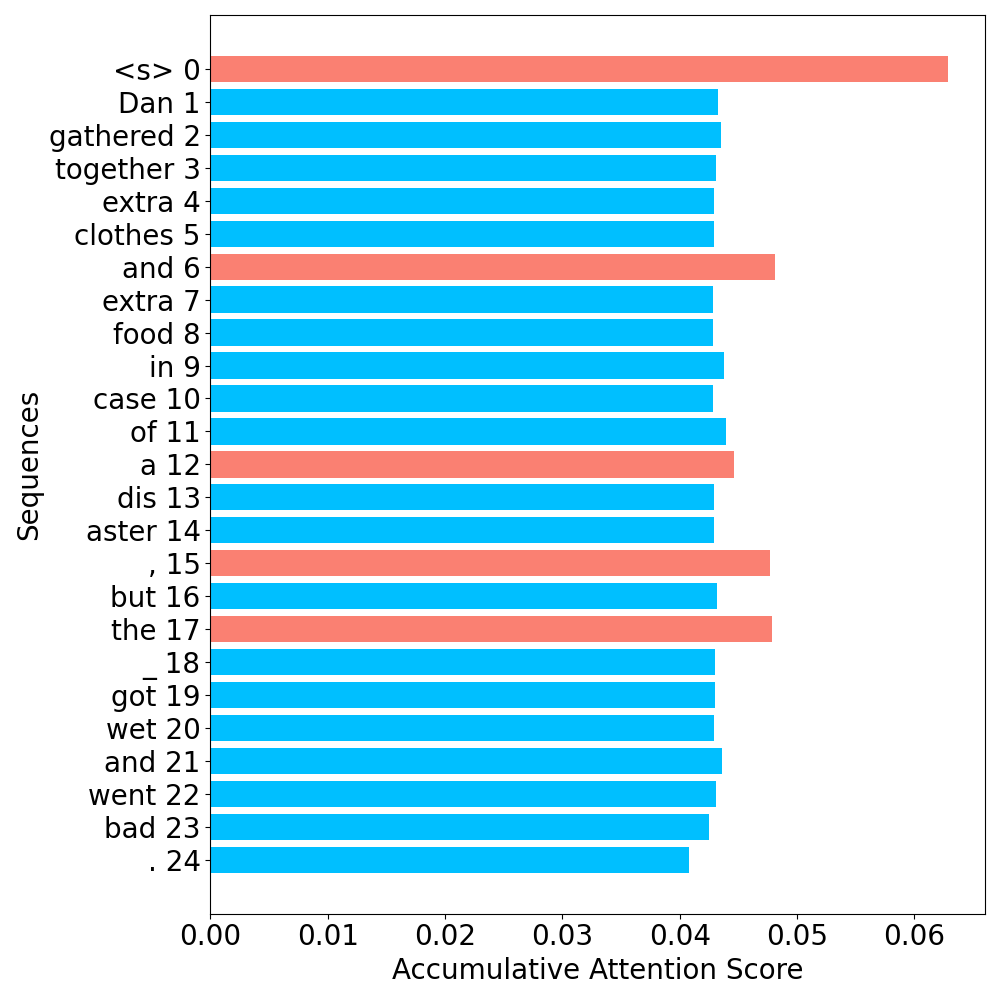 <s> 0
Dan 1
gathered 2
together 3
extra 4
clothes 5
and 6
extra 7
food 8
in 9
case 10
of 11
a 12
dis 13
aster 14
, 15
but 16
the 17
_ 18
got 19
wet 20
and 21
went 22
bad 23
. 24
Sequences
0.00 0.01 0.02 0.03 0.04 0.05 0.06
Accumulative Attention Score